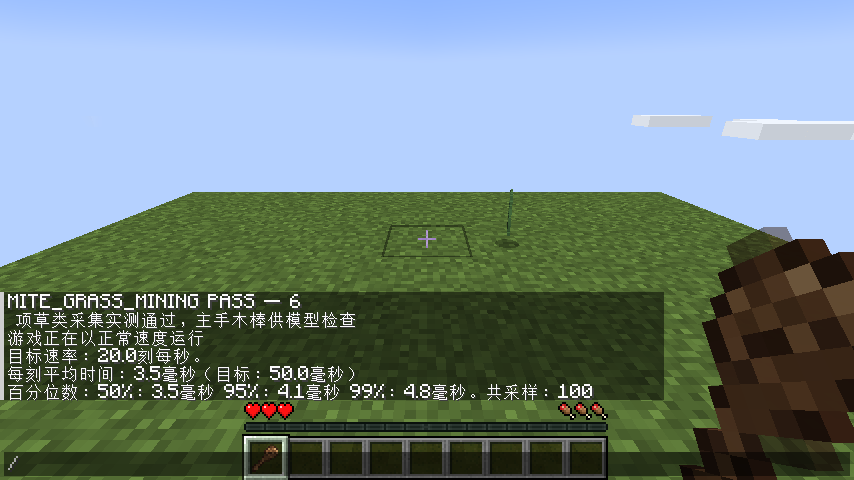 MITE_GRASS_MINING PASS — 6
项草类采集实测通过，主手木棒供模型检查
游戏正在以正常速度运行
目标速率：20.0刻每秒。
每刻平均时间：3.5毫秒（目标：50.0毫秒）
百分位数：50%：3.5毫秒 95%：4.1毫秒 99%：4.8毫秒。共采样：100
/